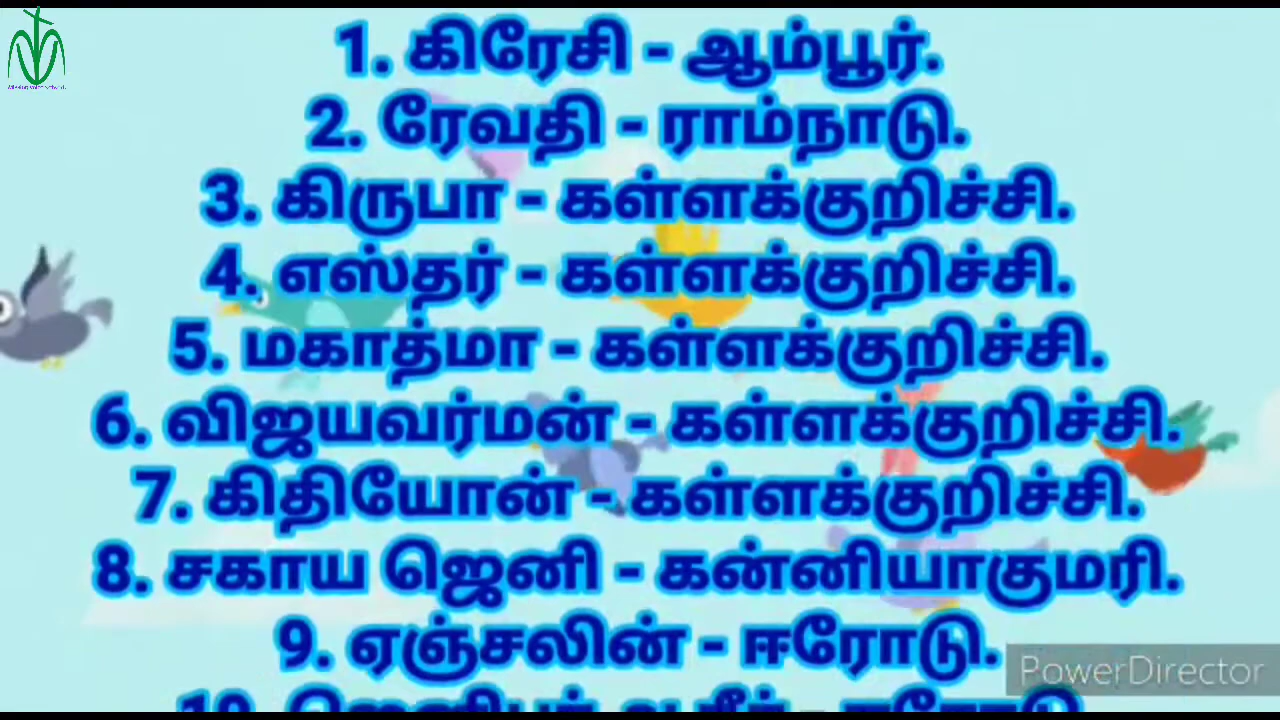 1. கிரேசி - ஆம்பூர்.
2. ரேவதி - ராம்நாடு.
3. கிருபா - கள்ளக்குறிச்சி.
4. எஸ்தர் - கள்ளக்குறிச்சி.
5. மகாத்மா - கள்ளக்குறிச்சி.
6. விஜயவர்மன் - கள்ளக்குறிச்சி.
7. கிதியோன் - கள்ளக்குறிச்சி.
8. சகாய ஜெனி - கன்னியாகுமரி.
9. ஏஞ்சலின் - ஈரோடு.
PowerDirector